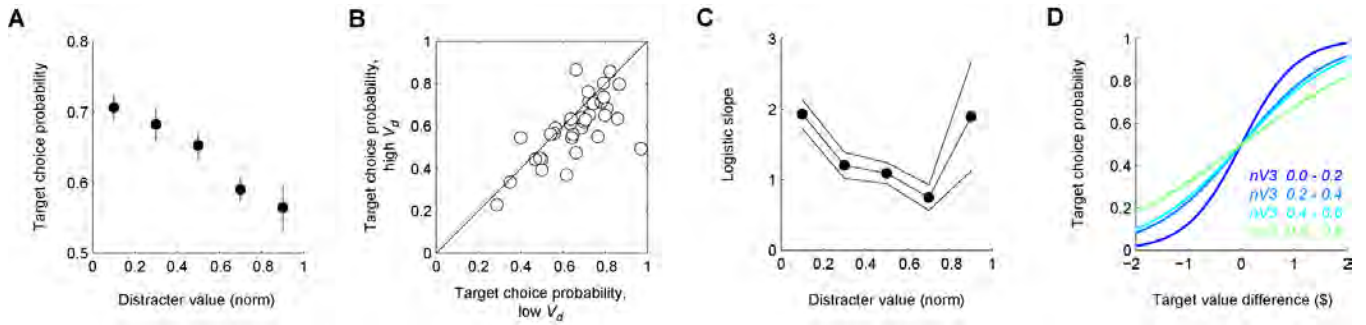 A
Target choice probability
0.8
0.7
0.6
0.5
0
0.2
0.4
0.6
0.8
1
Distracter value (norm)
B
Target choice probability,
high Vd
1
0.8
0.6
0.4
0.2
0
0
0.2
0.4
0.6
0.8
1
Target choice probability,
low Vd
C
Logistic slope
3
2
1
0
0
0.2
0.4
0.6
0.8
1
Distracter value (norm)
D
Target choice probability
1
0.8
0.6
0.4
0.2
0
nV3 0.0 - 0.2
nV3 0.2 - 0.4
nV3 0.4 - 0.6
-2
-1
0
1
2
Target value difference ($)